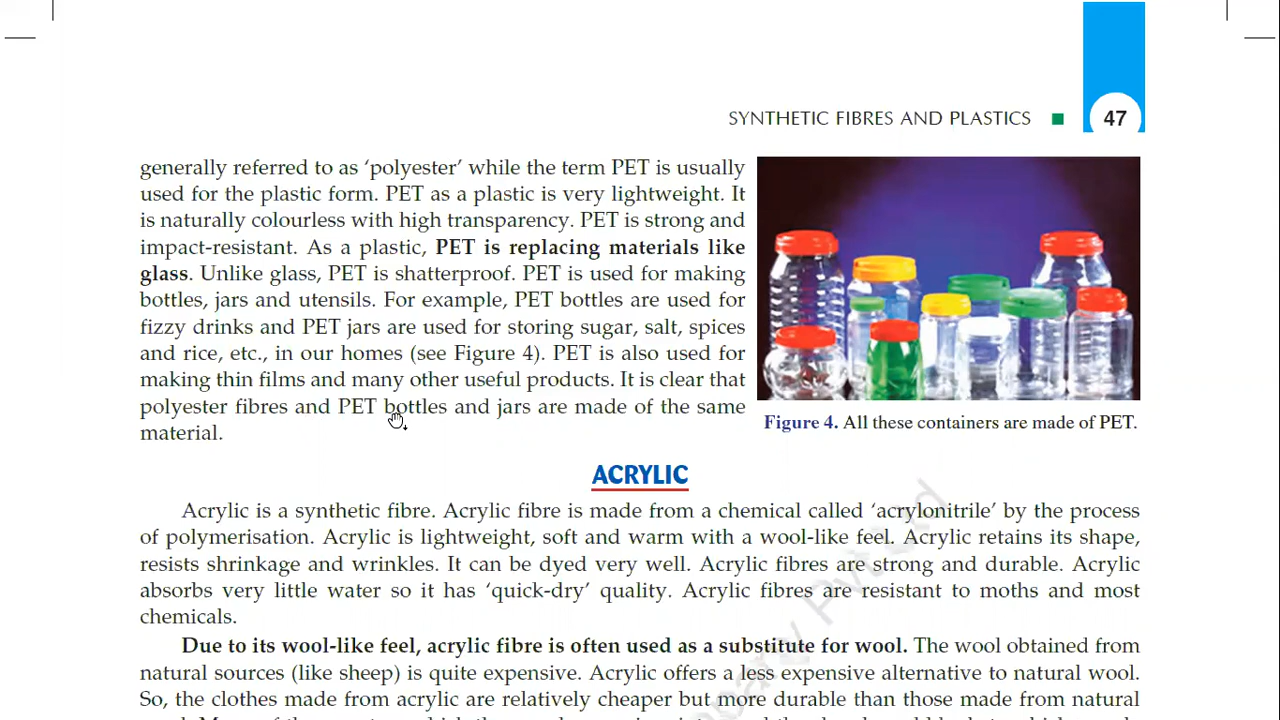 SYNTHETIC FIBRES AND PLASTICS 47
generally referred to as ‘polyester’ while the term PET is usually
used for the plastic form. PET as a plastic is very lightweight. It
is naturally colourless with high transparency. PET is strong and
impact-resistant. As a plastic, PET is replacing materials like
glass. Unlike glass, PET is shatterproof. PET is used for making
bottles, jars and utensils. For example, PET bottles are used for
fizzy drinks and PET jars are used for storing sugar, salt, spices
and rice, etc., in our homes (see Figure 4). PET is also used for
making thin films and many other useful products. It is clear that
polyester fibres and PET bottles and jars are made of the same
material.
Figure 4. All these containers are made of PET.
ACRYLIC
Acrylic is a synthetic fibre. Acrylic fibre is made from a chemical called ‘acrylonitrile’ by the process
of polymerisation. Acrylic is lightweight, soft and warm with a wool-like feel. Acrylic retains its shape,
resists shrinkage and wrinkles. It can be dyed very well. Acrylic fibres are strong and durable. Acrylic
absorbs very little water so it has ‘quick-dry’ quality. Acrylic fibres are resistant to moths and most
chemicals.
Due to its wool-like feel, acrylic fibre is often used as a substitute for wool. The wool obtained from
natural sources (like sheep) is quite expensive. Acrylic offers a less expensive alternative to natural wool.
So, the clothes made from acrylic are relatively cheaper but more durable than those made from natural